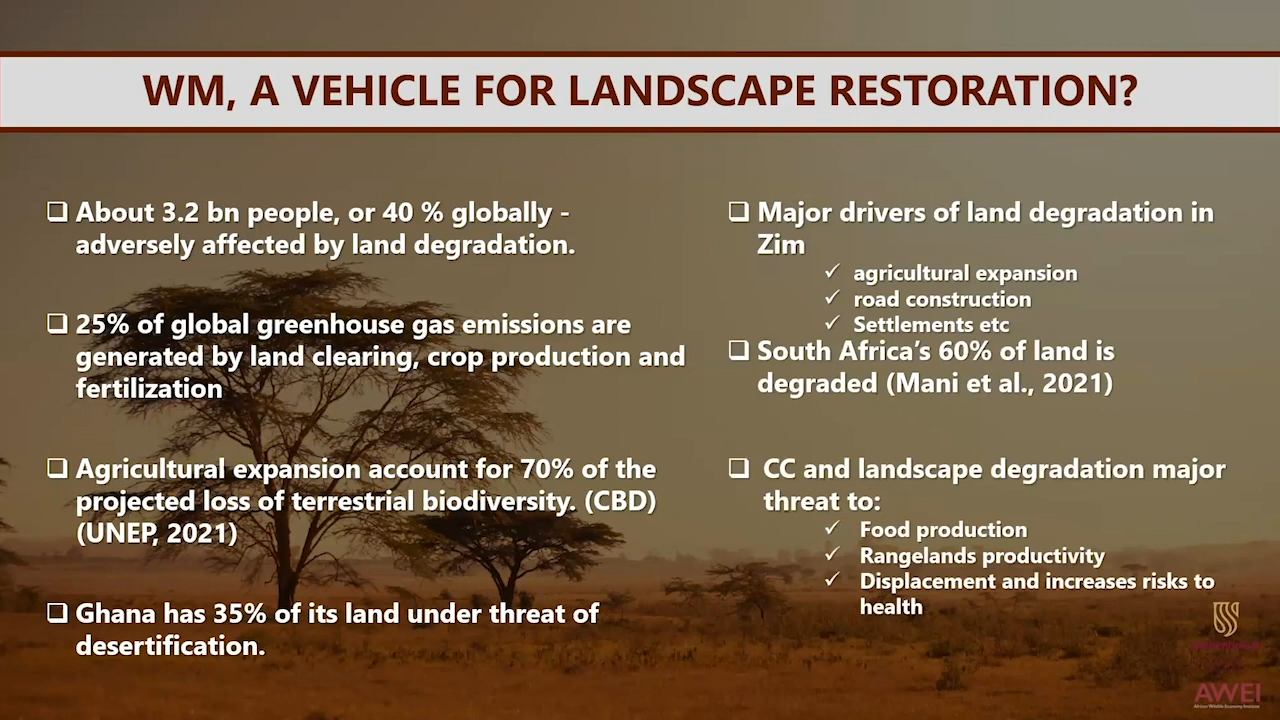 WM, A VEHICLE FOR LANDSCAPE RESTORATION?
About 3.2 bn people, or 40 % globally -
adversely affected by land degradation.
25% of global greenhouse gas emissions are
generated by land clearing, crop production and
fertilization
Agricultural expansion account for 70% of the
projected loss of terrestrial biodiversity. (CBD)
(UNEP, 2021)
Ghana has 35% of its land under threat of
desertification.
Major drivers of land degradation in
Zim
agricultural expansion
road construction
Settlements etc
South Africa's 60% of land is
degraded (Mani et al., 2021)
CC and landscape degradation major
threat to:
Food production
Rangelands productivity
Displacement and increases risks to
health
AWEI
African Wildlife Economy Institute